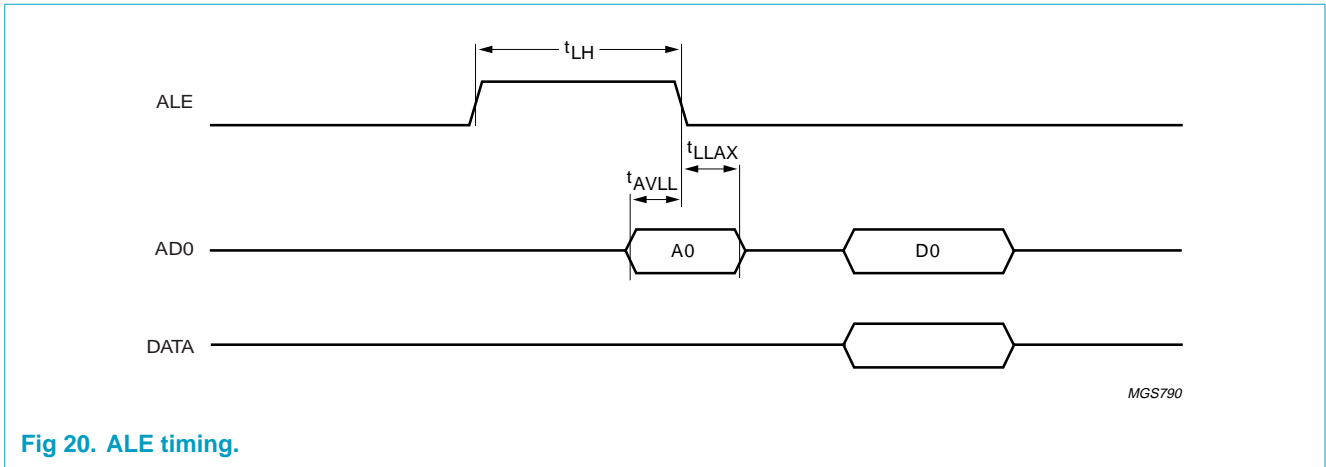 tLH
ALE
tLLAX
tAVLL
AD0
A0
D0
DATA
MGS790
Fig 20. ALE timing.